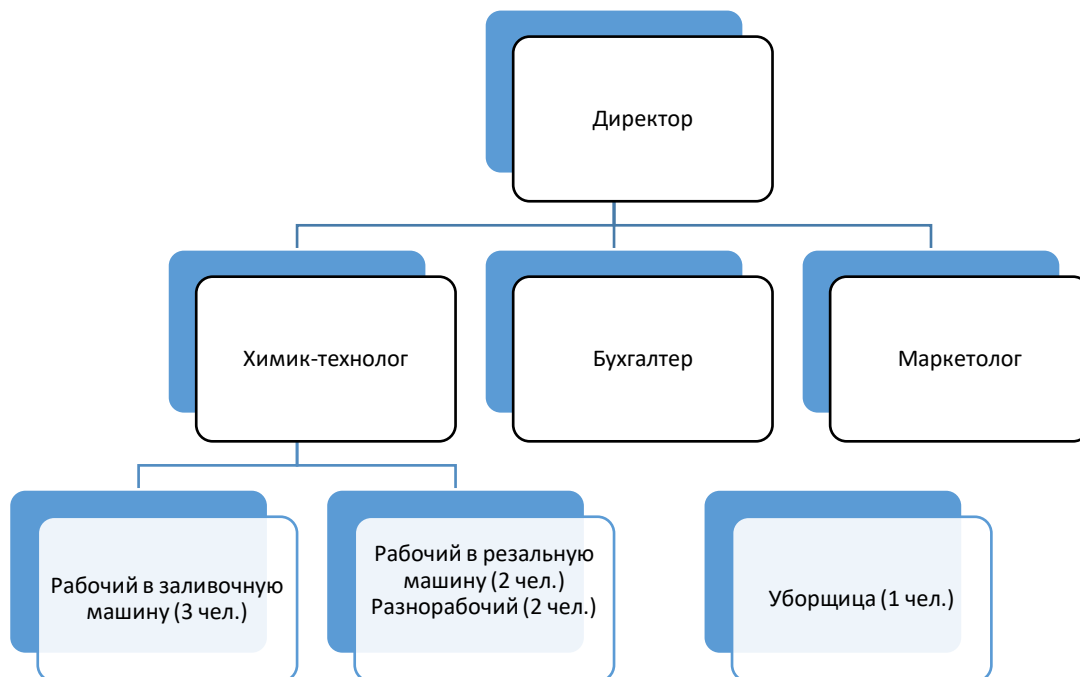 Директор
Химик-технолог
Бухгалтер
Маркетолог
Рабочий в заливочную
машину (3 чел.)
Рабочий в резальную
машину (2 чел.)
Разнорабочий (2 чел.)
Уборщица (1 чел.)